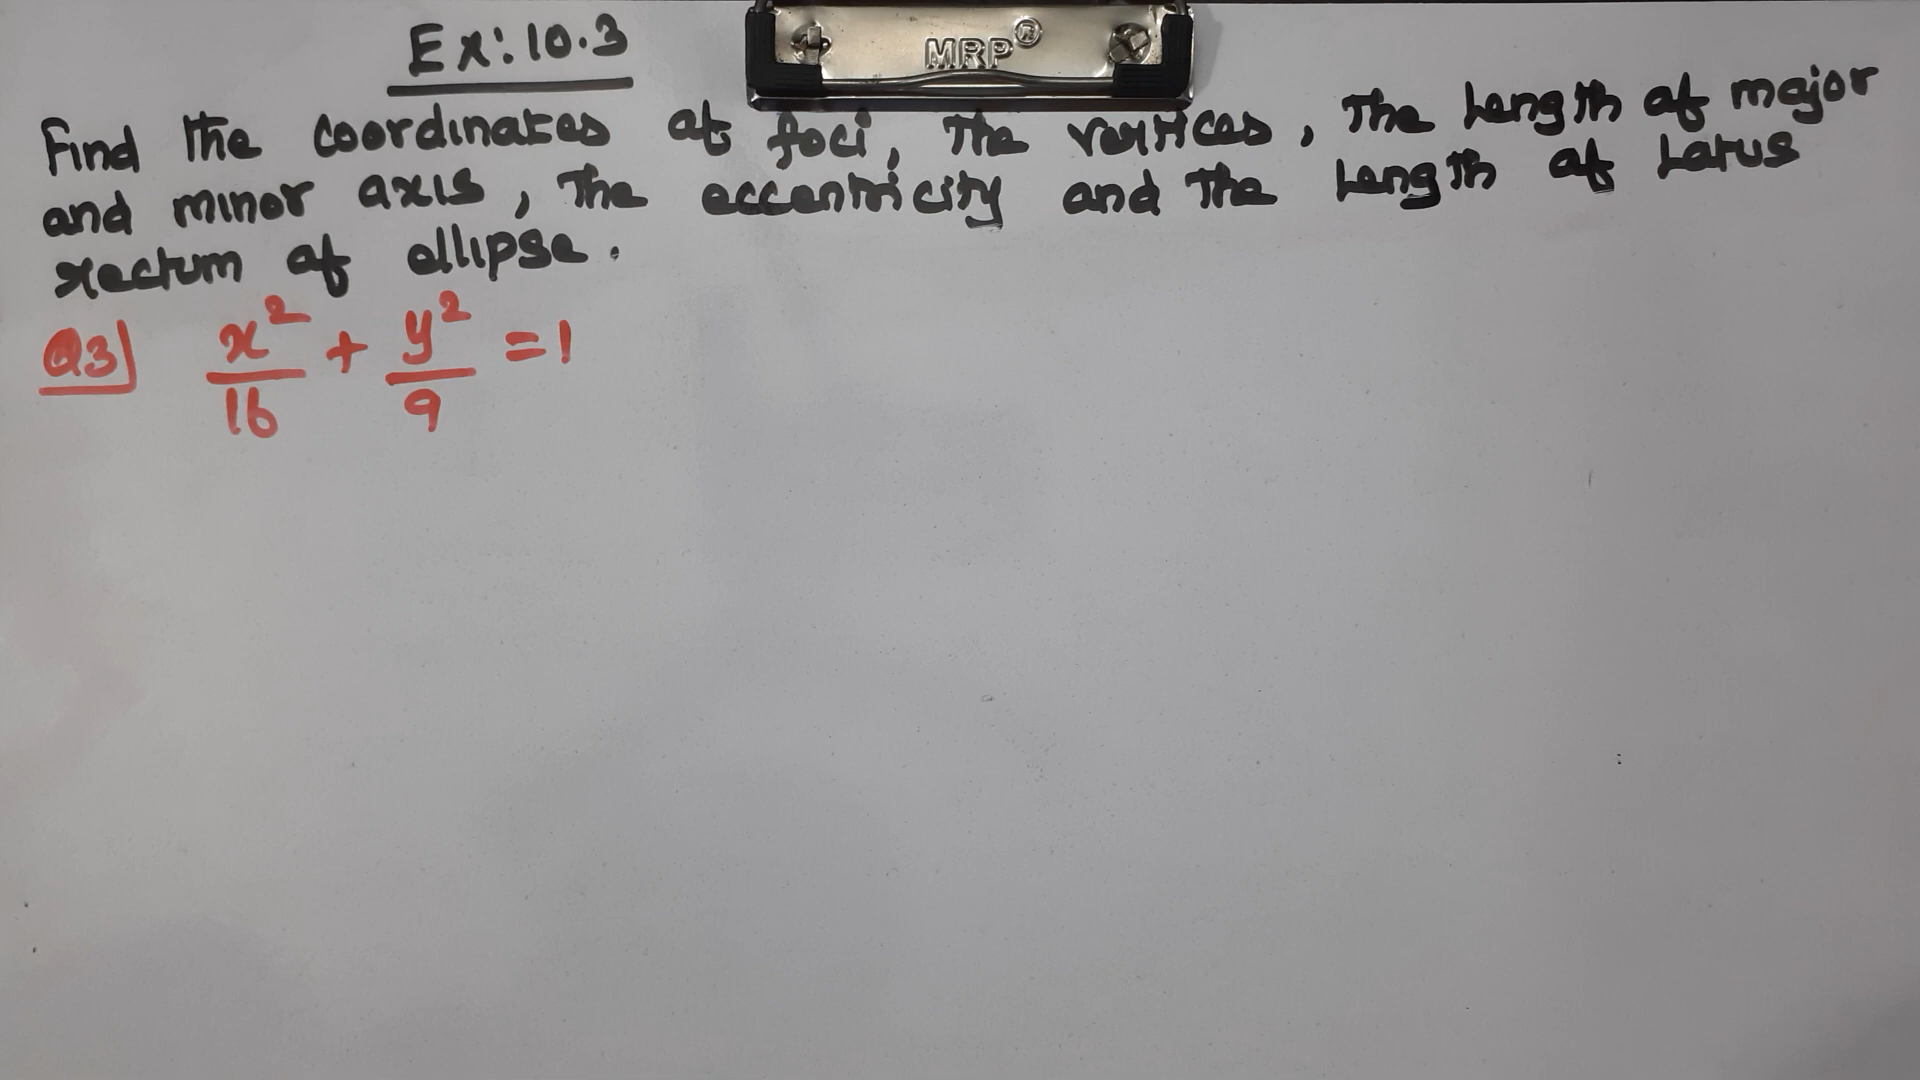 Ex: 10.3
MRP®
Find the coordinates of foci, The vertices, The Length of major
and minor axis, The eccentricity and The Length of Latus
rectum of ellipse.
Q3) x²/16 + y²/9 = 1